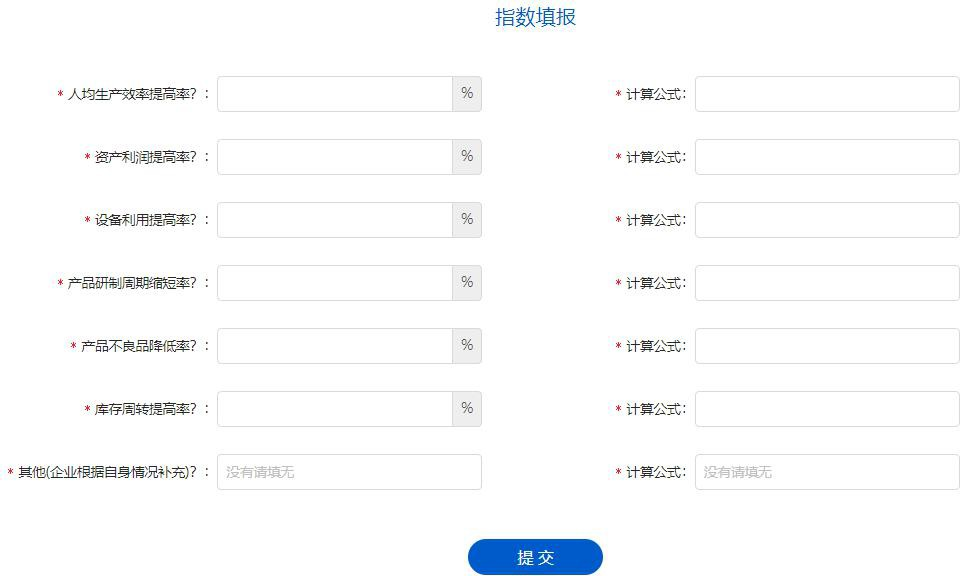 指数填报
* 人均生产效率提高率? : % * 计算公式:
* 资产利润提高率? : % * 计算公式:
* 设备利用提高率? : % * 计算公式:
* 产品研制周期缩短率? : % * 计算公式:
* 产品不良品降低率? : % * 计算公式:
* 库存周转提高率? : % * 计算公式:
* 其他(企业根据自身情况补充)? : 没有请填无 * 计算公式: 没有请填无
提 交